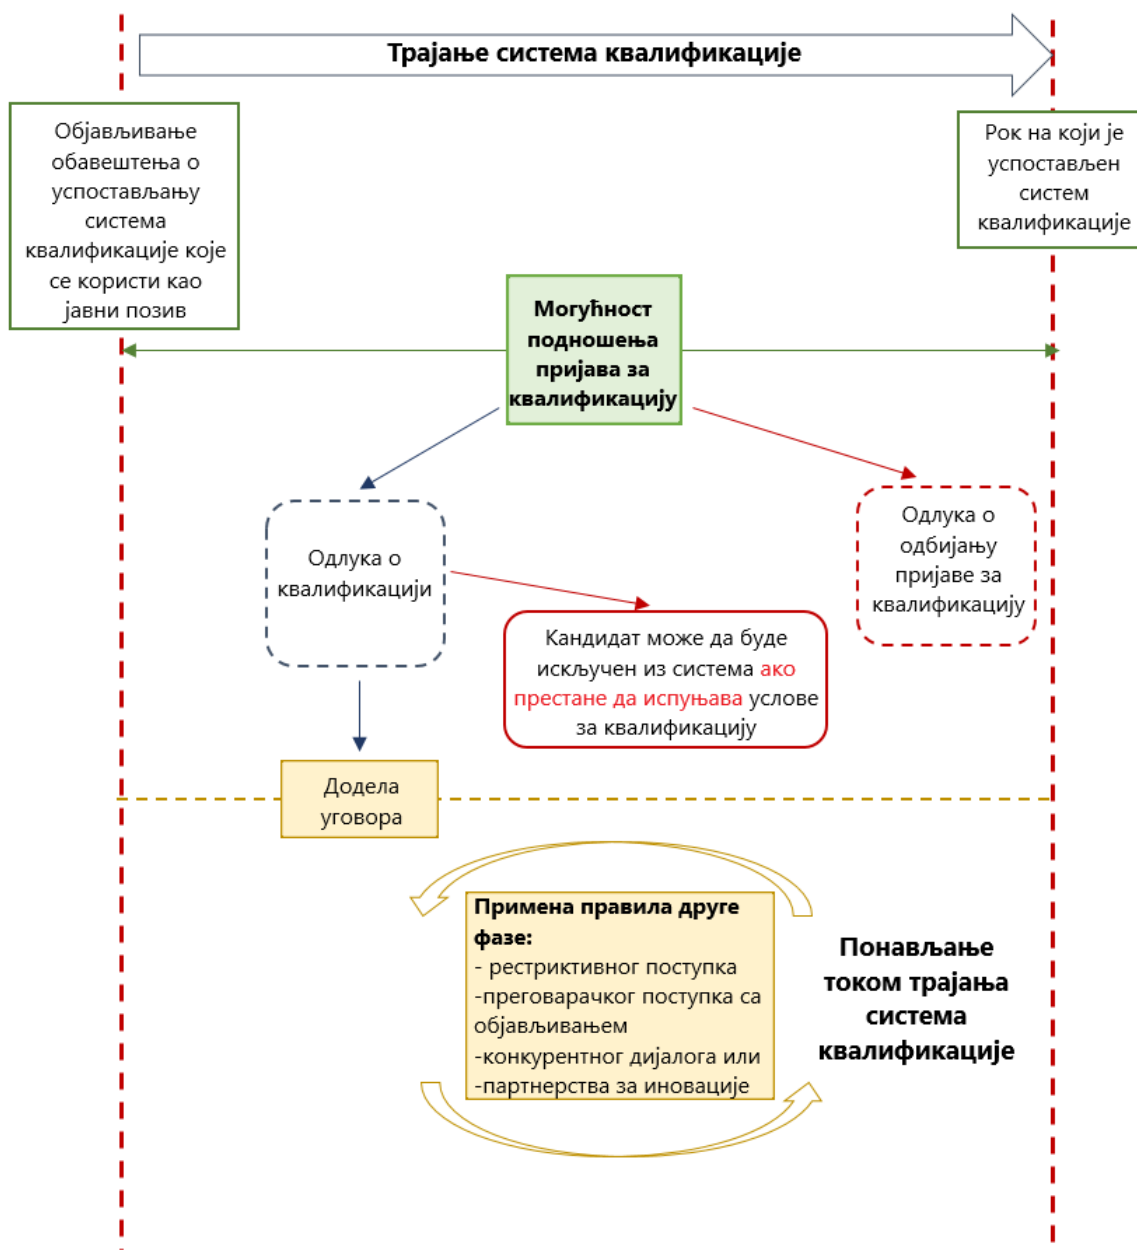 Трајање система квалификације
Објављивање
обавештења о
успостављању
система
квалификације које
се користи као
јавни позив
Рок на који је
успостављен
систем
квалификације
Могућност
подношења
пријава за
квалификацију
Одлука о
квалификацији
Одлука о
одбијању
пријаве за
квалификацију
Кандидат може да буде
искључен из система ако
престане да испуњава услове
за квалификацију
Додела
уговора
Примена правила друге
фазе:
- рестриктивног поступка
-преговарачког поступка са
објављивањем
-конкурентног дијалога или
-партнерства за иновације
Понављање
током трајања
система
квалификације